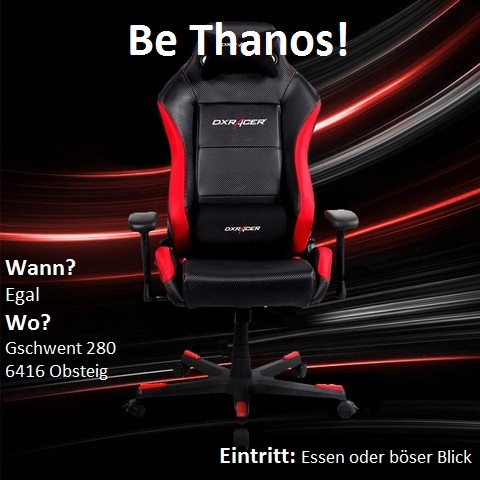 Be Thanos!
DXRACER
DXRACER
Wann?
Egal
Wo?
Gschwent 280
6416 Obsteig
Eintritt: Essen oder böser Blick